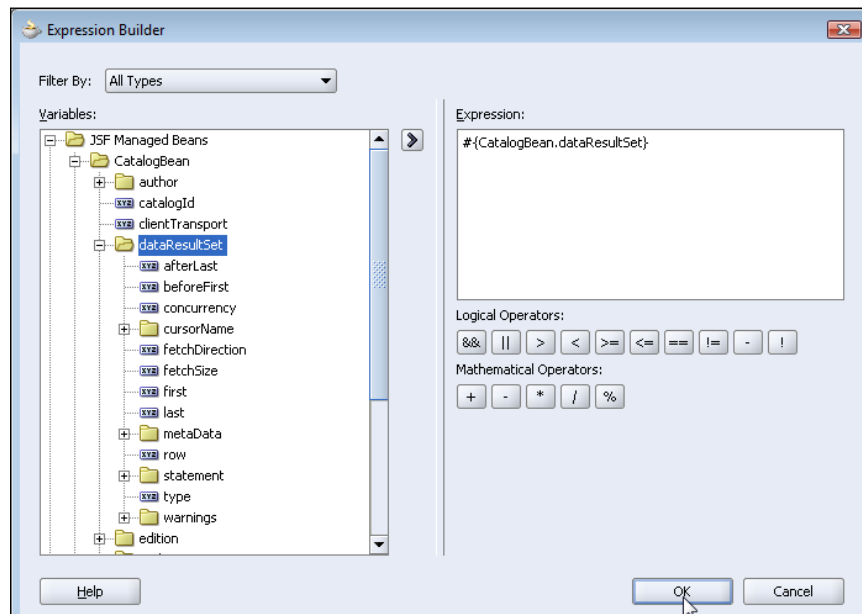 Expression Builder
Filter By: All Types
Variables:
JSF Managed Beans
CatalogBean
author
catalogId
clientTransport
dataResultSet
afterLast
beforeFirst
concurrency
cursorName
fetchDirection
fetchSize
first
last
metaData
row
statement
type
warnings
edition
Expression:
#{CatalogBean.dataResultSet}
Logical Operators:
&& || > < >= <= == != - !
Mathematical Operators:
+ - * / %
Help OK Cancel